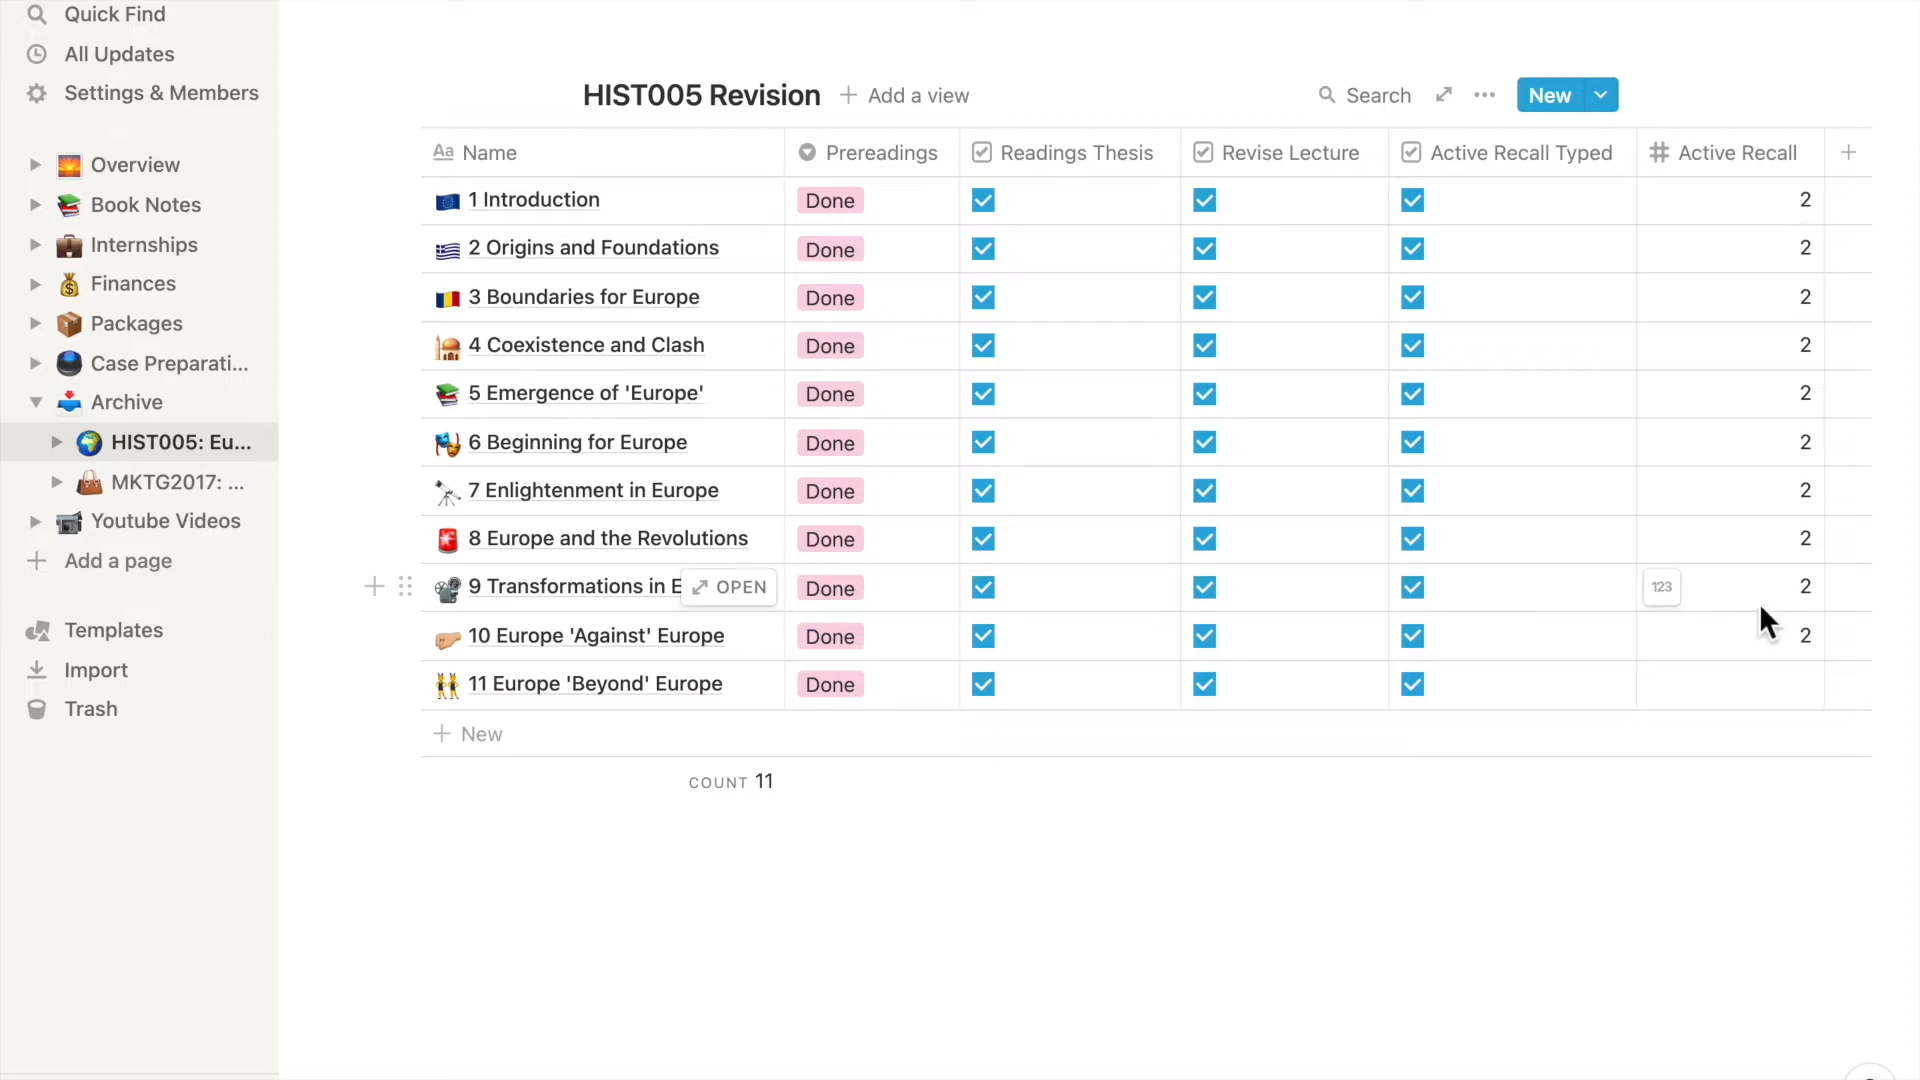 Quick Find
All Updates
Settings & Members
Overview
Book Notes
Internships
Finances
Packages
Case Preparati...
Archive
HIST005: Eu...
MKTG2017: ...
Youtube Videos
Add a page
Templates
Import
Trash
HIST005 Revision + Add a view Search ••• New
Aa Name Prereadings Readings Thesis Revise Lecture Active Recall Typed # Active Recall +
1 Introduction Done 2
2 Origins and Foundations Done 2
3 Boundaries for Europe Done 2
4 Coexistence and Clash Done 2
5 Emergence of 'Europe' Done 2
6 Beginning for Europe Done 2
7 Enlightenment in Europe Done 2
8 Europe and the Revolutions Done 2
9 Transformations in E OPEN Done 123 2
10 Europe 'Against' Europe Done 2
11 Europe 'Beyond' Europe Done
+ New
COUNT 11